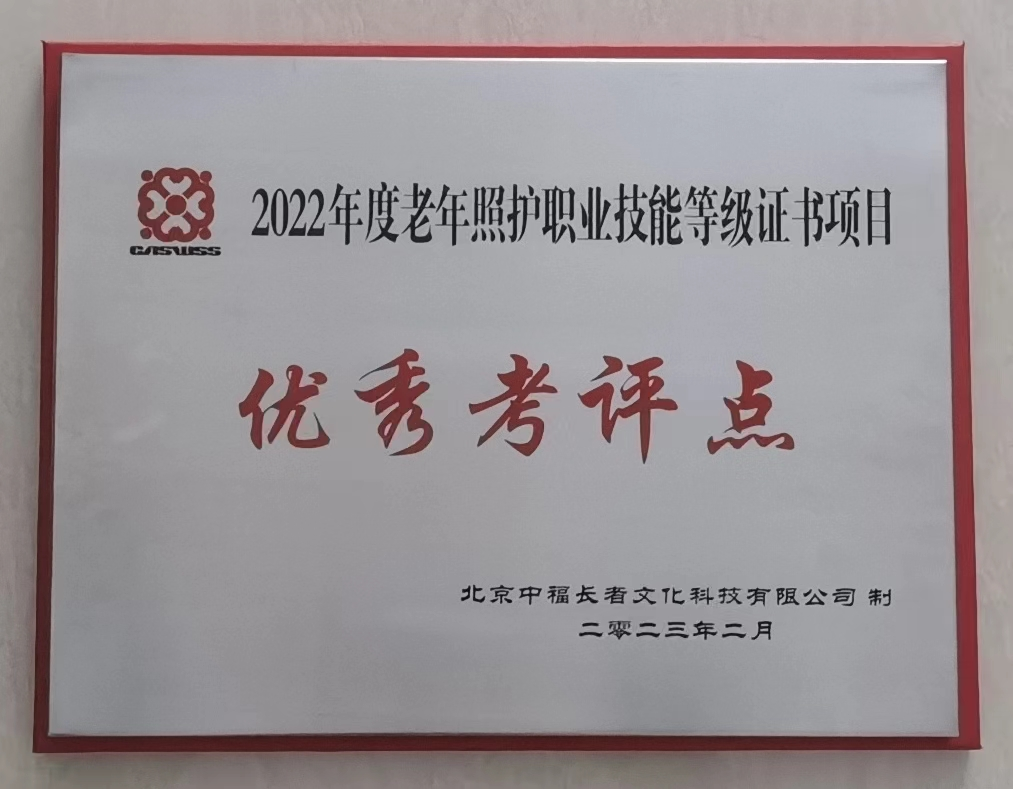 2022年度老年照护职业技能等级证书项目
CASWSS
优秀考评点
北京中福长者文化科技有限公司 制
二零二三年二月